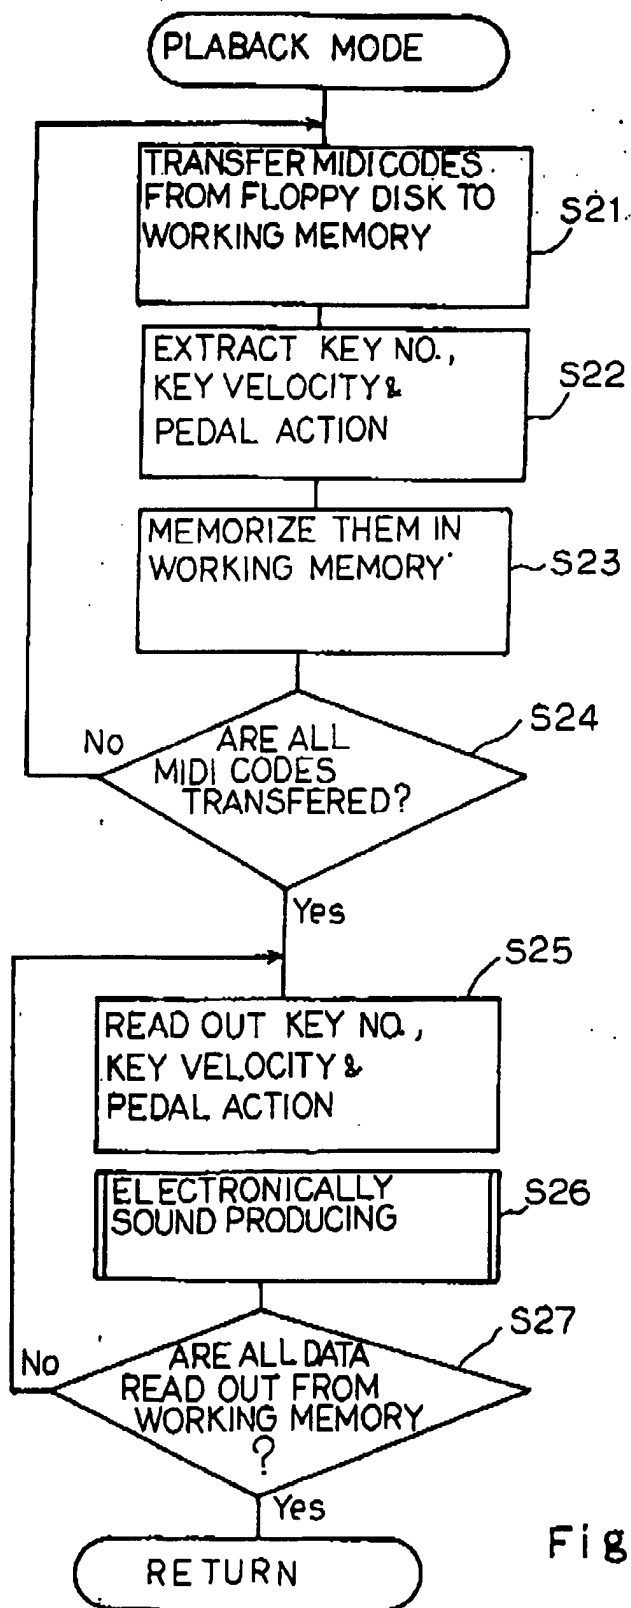 PLABACK MODE
TRANSFER MIDI CODES
FROM FLOPPY DISK TO
WORKING MEMORY
S21
EXTRACT KEY NO.,
KEY VELOCITY &
PEDAL ACTION
S22
MEMORIZE THEM IN
WORKING MEMORY
S23
No
ARE ALL
MIDI CODES
TRANSFERED?
S24
Yes
S25
READ OUT KEY NO.,
KEY VELOCITY &
PEDAL ACTION
ELECTRONICALLY
SOUND PRODUCING
S26
S27
No
ARE ALL DATA
READ OUT FROM
WORKING MEMORY
?
Yes
RETURN
Fig